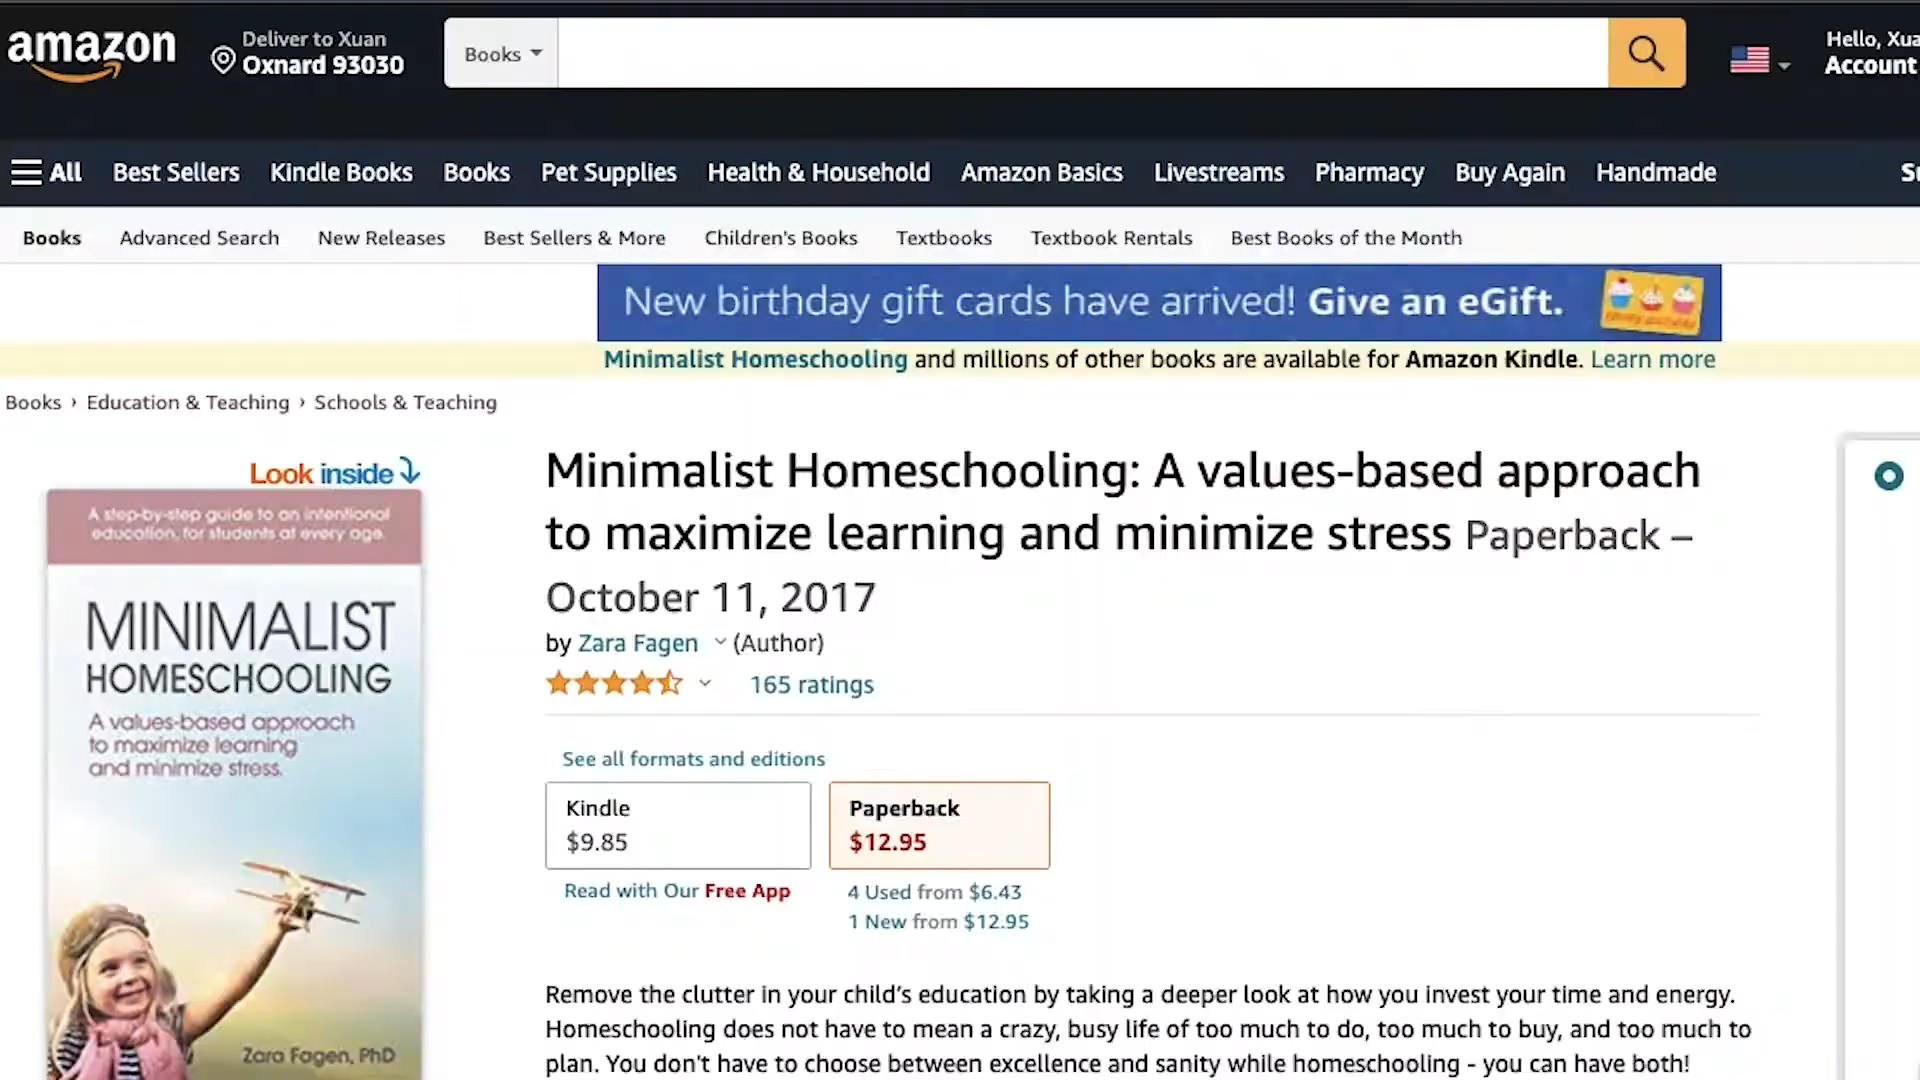 amazon
Deliver to Xuan
Oxnard 93030
Books
Hello, Xua
Account
All Best Sellers Kindle Books Books Pet Supplies Health & Household Amazon Basics Livestreams Pharmacy Buy Again Handmade
Books Advanced Search New Releases Best Sellers & More Children's Books Textbooks Textbook Rentals Best Books of the Month
New birthday gift cards have arrived! Give an eGift.
Minimalist Homeschooling and millions of other books are available for Amazon Kindle. Learn more
Books › Education & Teaching › Schools & Teaching
Look inside
A step-by-step guide to an intentional
education, for students at every age.
MINIMALIST
HOMESCHOOLING
A values-based approach
to maximize learning
and minimize stress.
Zara Fagen, PhD
Minimalist Homeschooling: A values-based approach
to maximize learning and minimize stress Paperback –
October 11, 2017
by Zara Fagen (Author)
165 ratings
See all formats and editions
Kindle
$9.85
Read with Our Free App
Paperback
$12.95
4 Used from $6.43
1 New from $12.95
Remove the clutter in your child’s education by taking a deeper look at how you invest your time and energy.
Homeschooling does not have to mean a crazy, busy life of too much to do, too much to buy, and too much to
plan. You don't have to choose between excellence and sanity while homeschooling - you can have both!